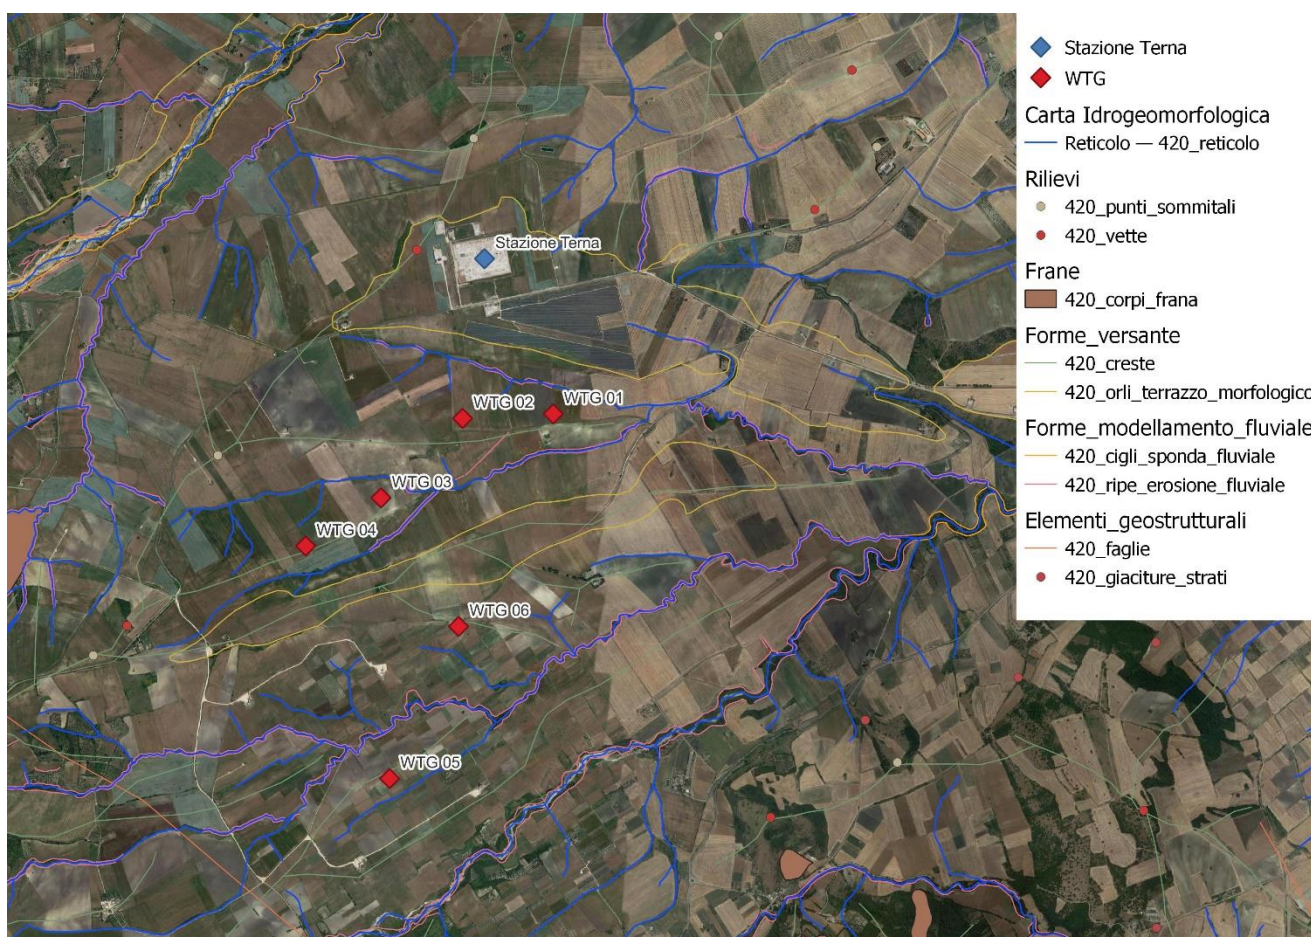 Stazione Terna
WTG
Carta Idrogeomorfologica
Reticolo — 420_reticolo
Rilievi
420_punti_sommitali
420_vette
Frane
420_corpi_frana
Forme_versante
420_creste
420_orli_terrazzo_morfologico
Forme_modellamento_fluviale
420_cigli_sponda_fluviale
420_ripe_erosione_fluviale
Elementi_geostrutturali
420_faglie
420_giaciture_strati
Stazione Terna
WTG 02
WTG 01
WTG 03
WTG 04
WTG 06
WTG 05